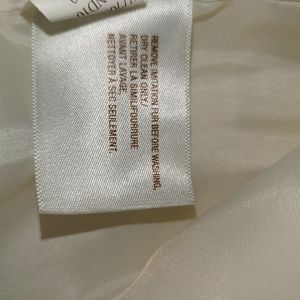 REMOVE IMITATION FUR BEFORE WASHING.
DRY CLEAN ONLY/
RETIRER LA SIMILIFOURRURE
AVANT LAVAGE.
NETTOYER À SEC SEULEMENT.